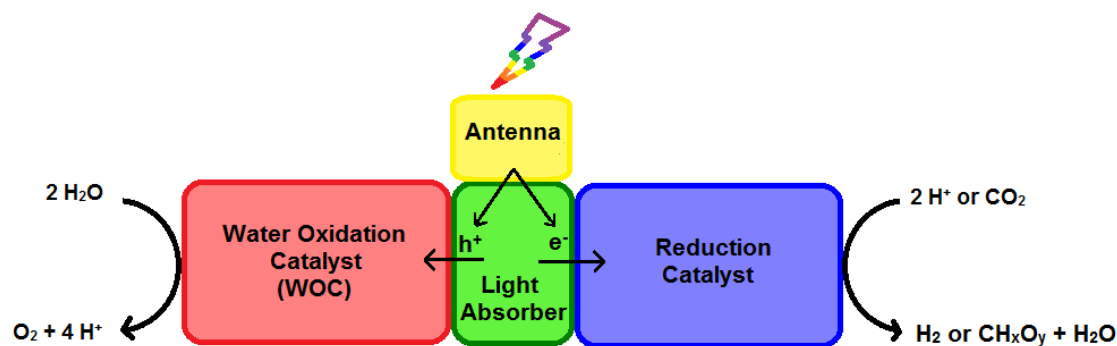 Antenna
2 H₂O
O₂ + 4 H⁺
Water Oxidation
Catalyst
(WOC)
h⁺
e⁻
Light
Absorber
Reduction
Catalyst
2 H⁺ or CO₂
H₂ or CHₓOᵧ + H₂O